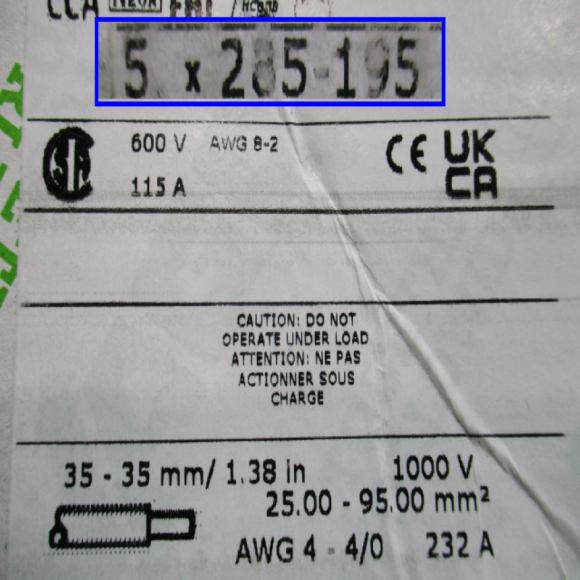 5 x 285-195
600 V AWG 8-2
115 A
CE UK
CA
CAUTION: DO NOT
OPERATE UNDER LOAD
ATTENTION: NE PAS
ACTIONNER SOUS
CHARGE
35 - 35 mm/ 1.38 in 1000 V
25.00 - 95.00 mm²
AWG 4 - 4/0 232 A